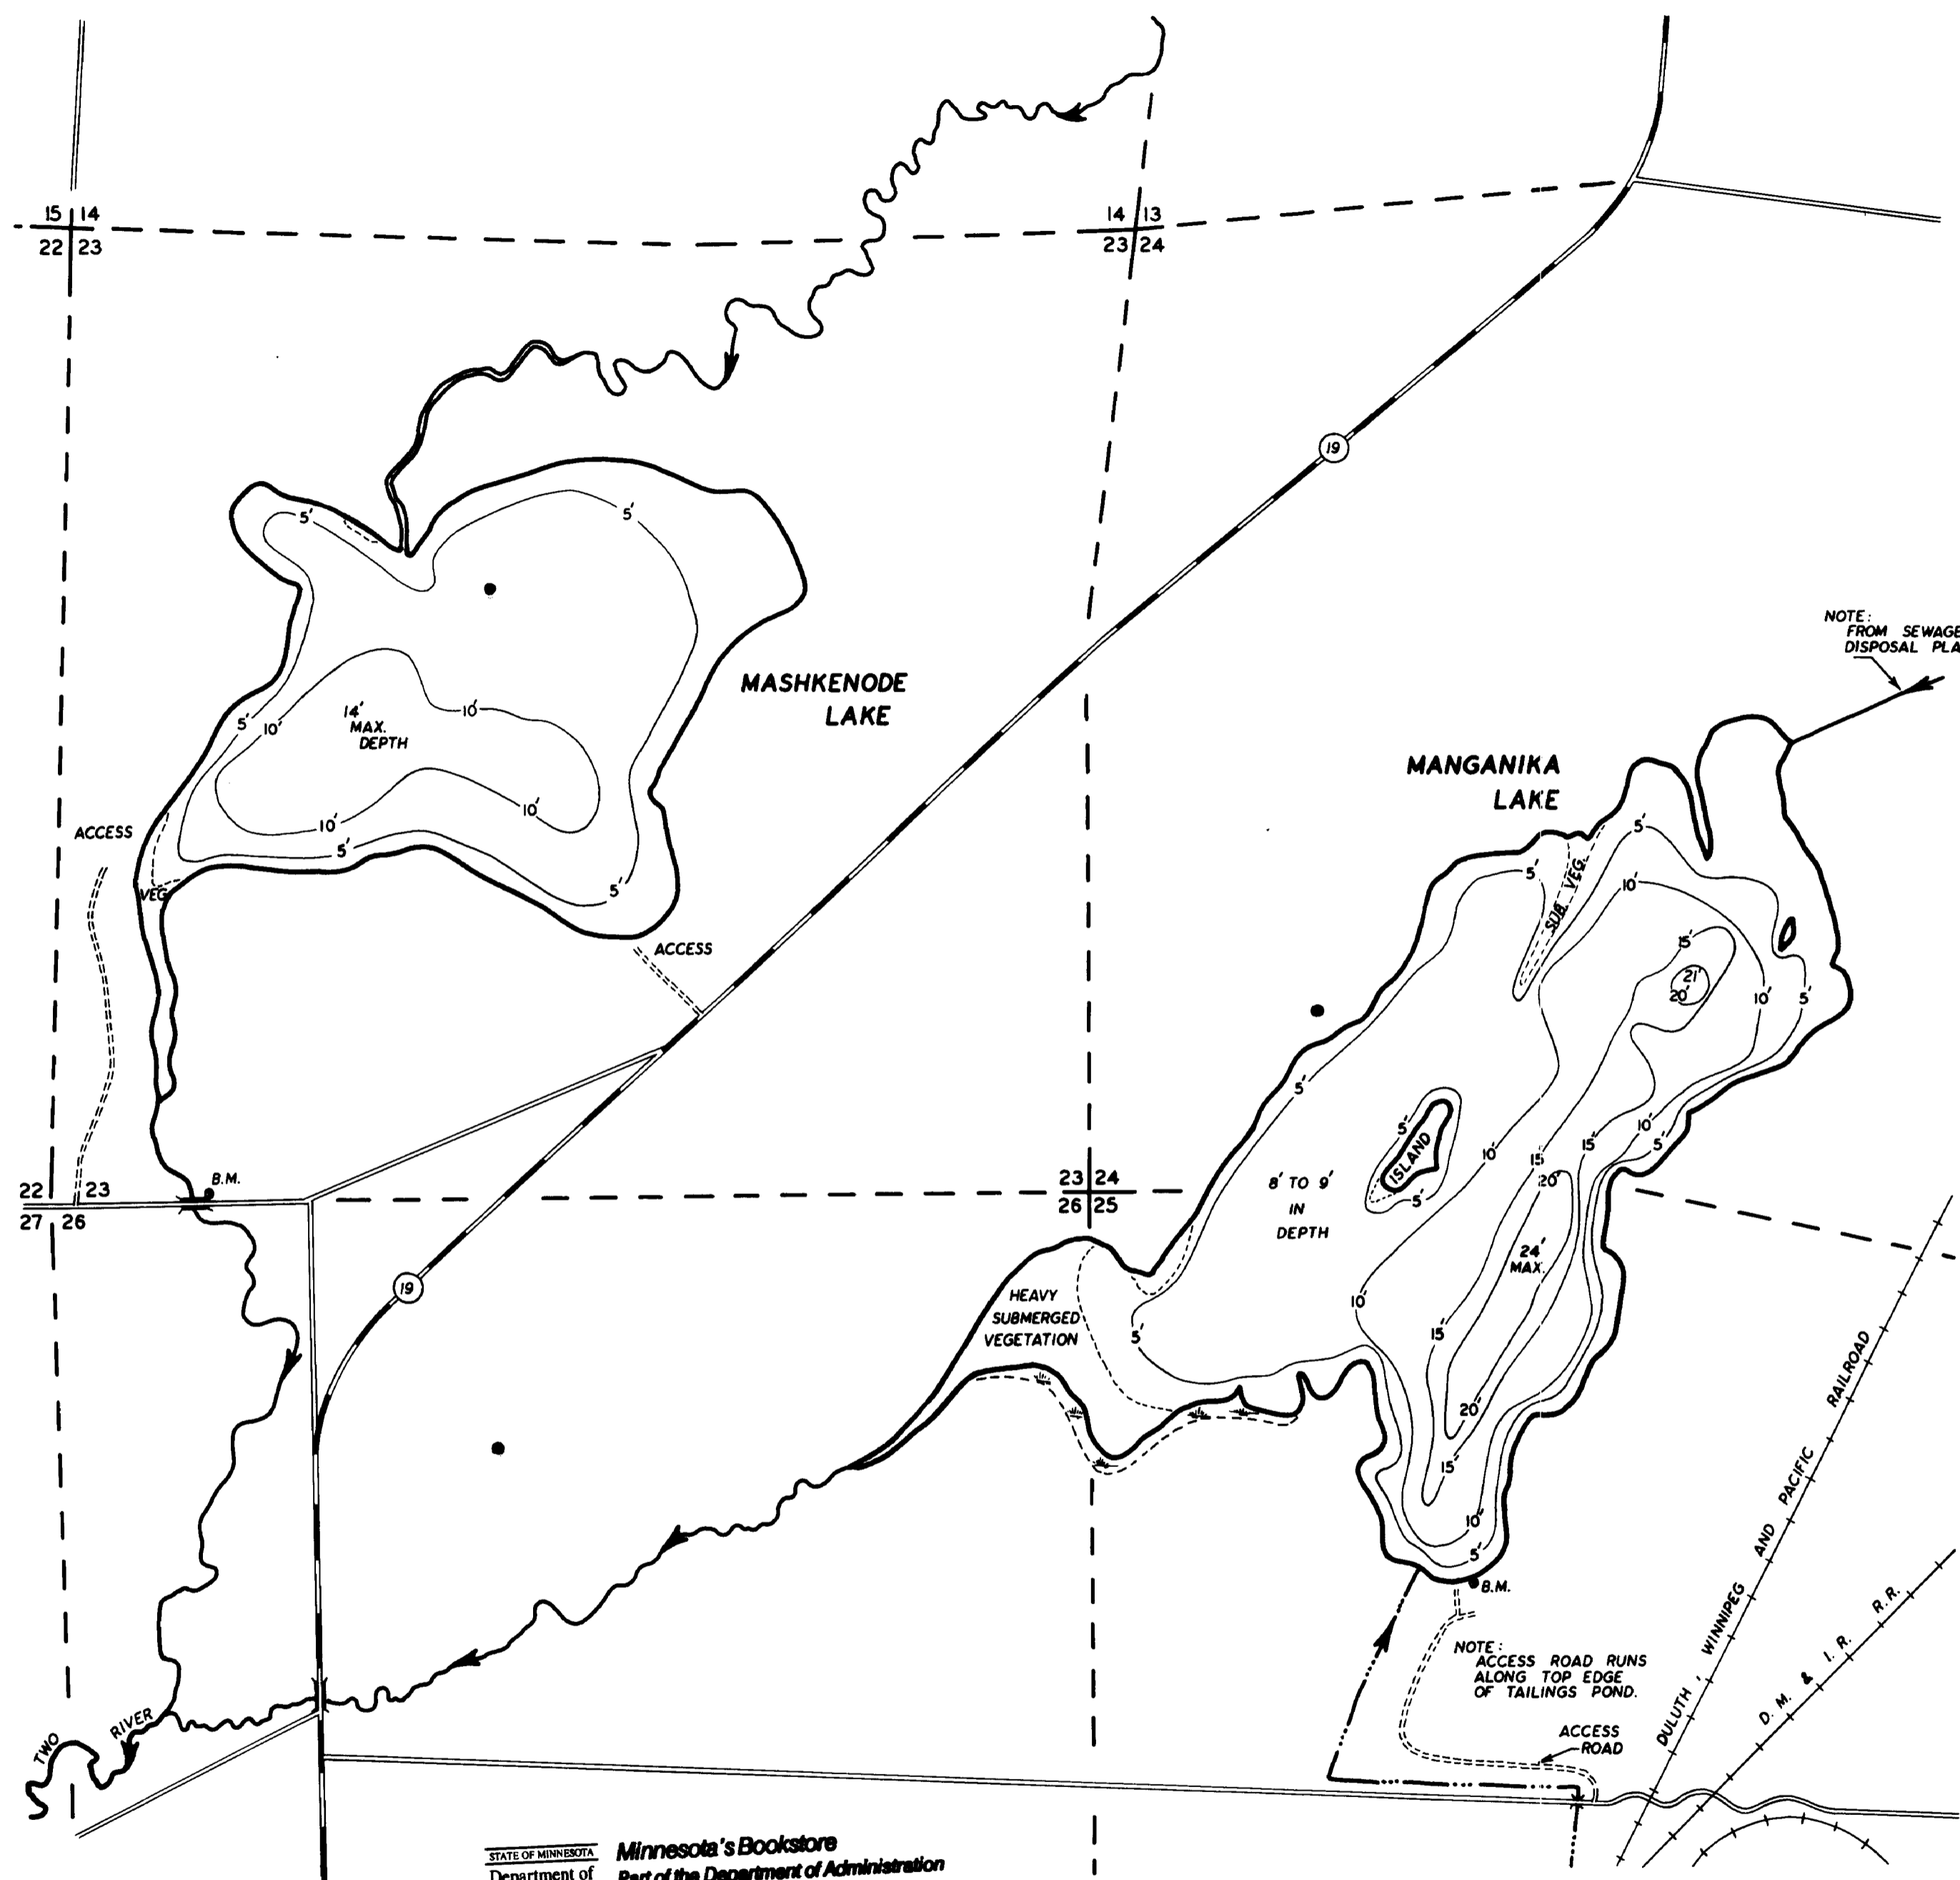 15 14
22 23
14 13
23 24
19
5'
5'
NOTE:
FROM SEWAGE
DISPOSAL
MASHKENODE
LAKE
5'
10'
10'
14'
MAX.
DEPTH
10'
10'
5'
5'
MANGANIKA
LAKE
ACCESS
VEG.
ACCESS
5'
5'
10'
SUB. VEG.
15'
21'
20'
10'
5'
5'
5'
ISLAND
5'
10'
15'
20'
15'
10'
5'
22 23
27 26
B.M.
23 24
26 25
8' TO 9'
IN
DEPTH
24'
MAX.
19
HEAVY
SUBMERGED
VEGETATION
5'
10'
15'
20'
15'
10'
5'
B.M.
NOTE:
ACCESS ROAD RUNS
ALONG TOP EDGE
OF TAILINGS POND.
ACCESS
ROAD
DULUTH, WINNIPEG AND PACIFIC RAILROAD
D. M. & I. R. R.R.
TWO RIVER
STATE OF MINNESOTA
Department of
Minnesota's Bookstore
Part of the Department of Administration